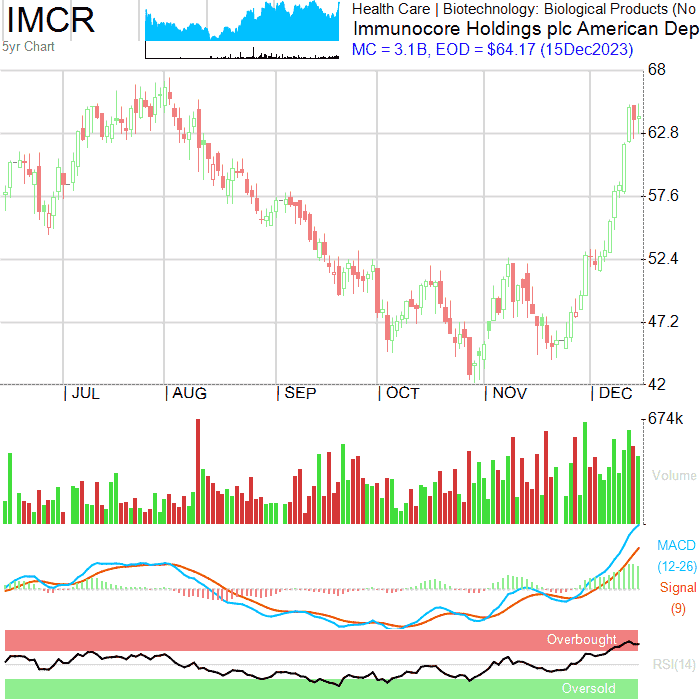 IMCR
5yr Chart
Health Care | Biotechnology: Biological Products (No
Immunocore Holdings plc American Dep
MC = 3.1B, EOD = $64.17 (15Dec2023)
68
62.8
57.6
52.4
47.2
42
| JUL | AUG | SEP | OCT | NOV | DEC
674k
Volume
MACD
(12-26)
Signal
(9)
Overbought
RSI(14)
Oversold